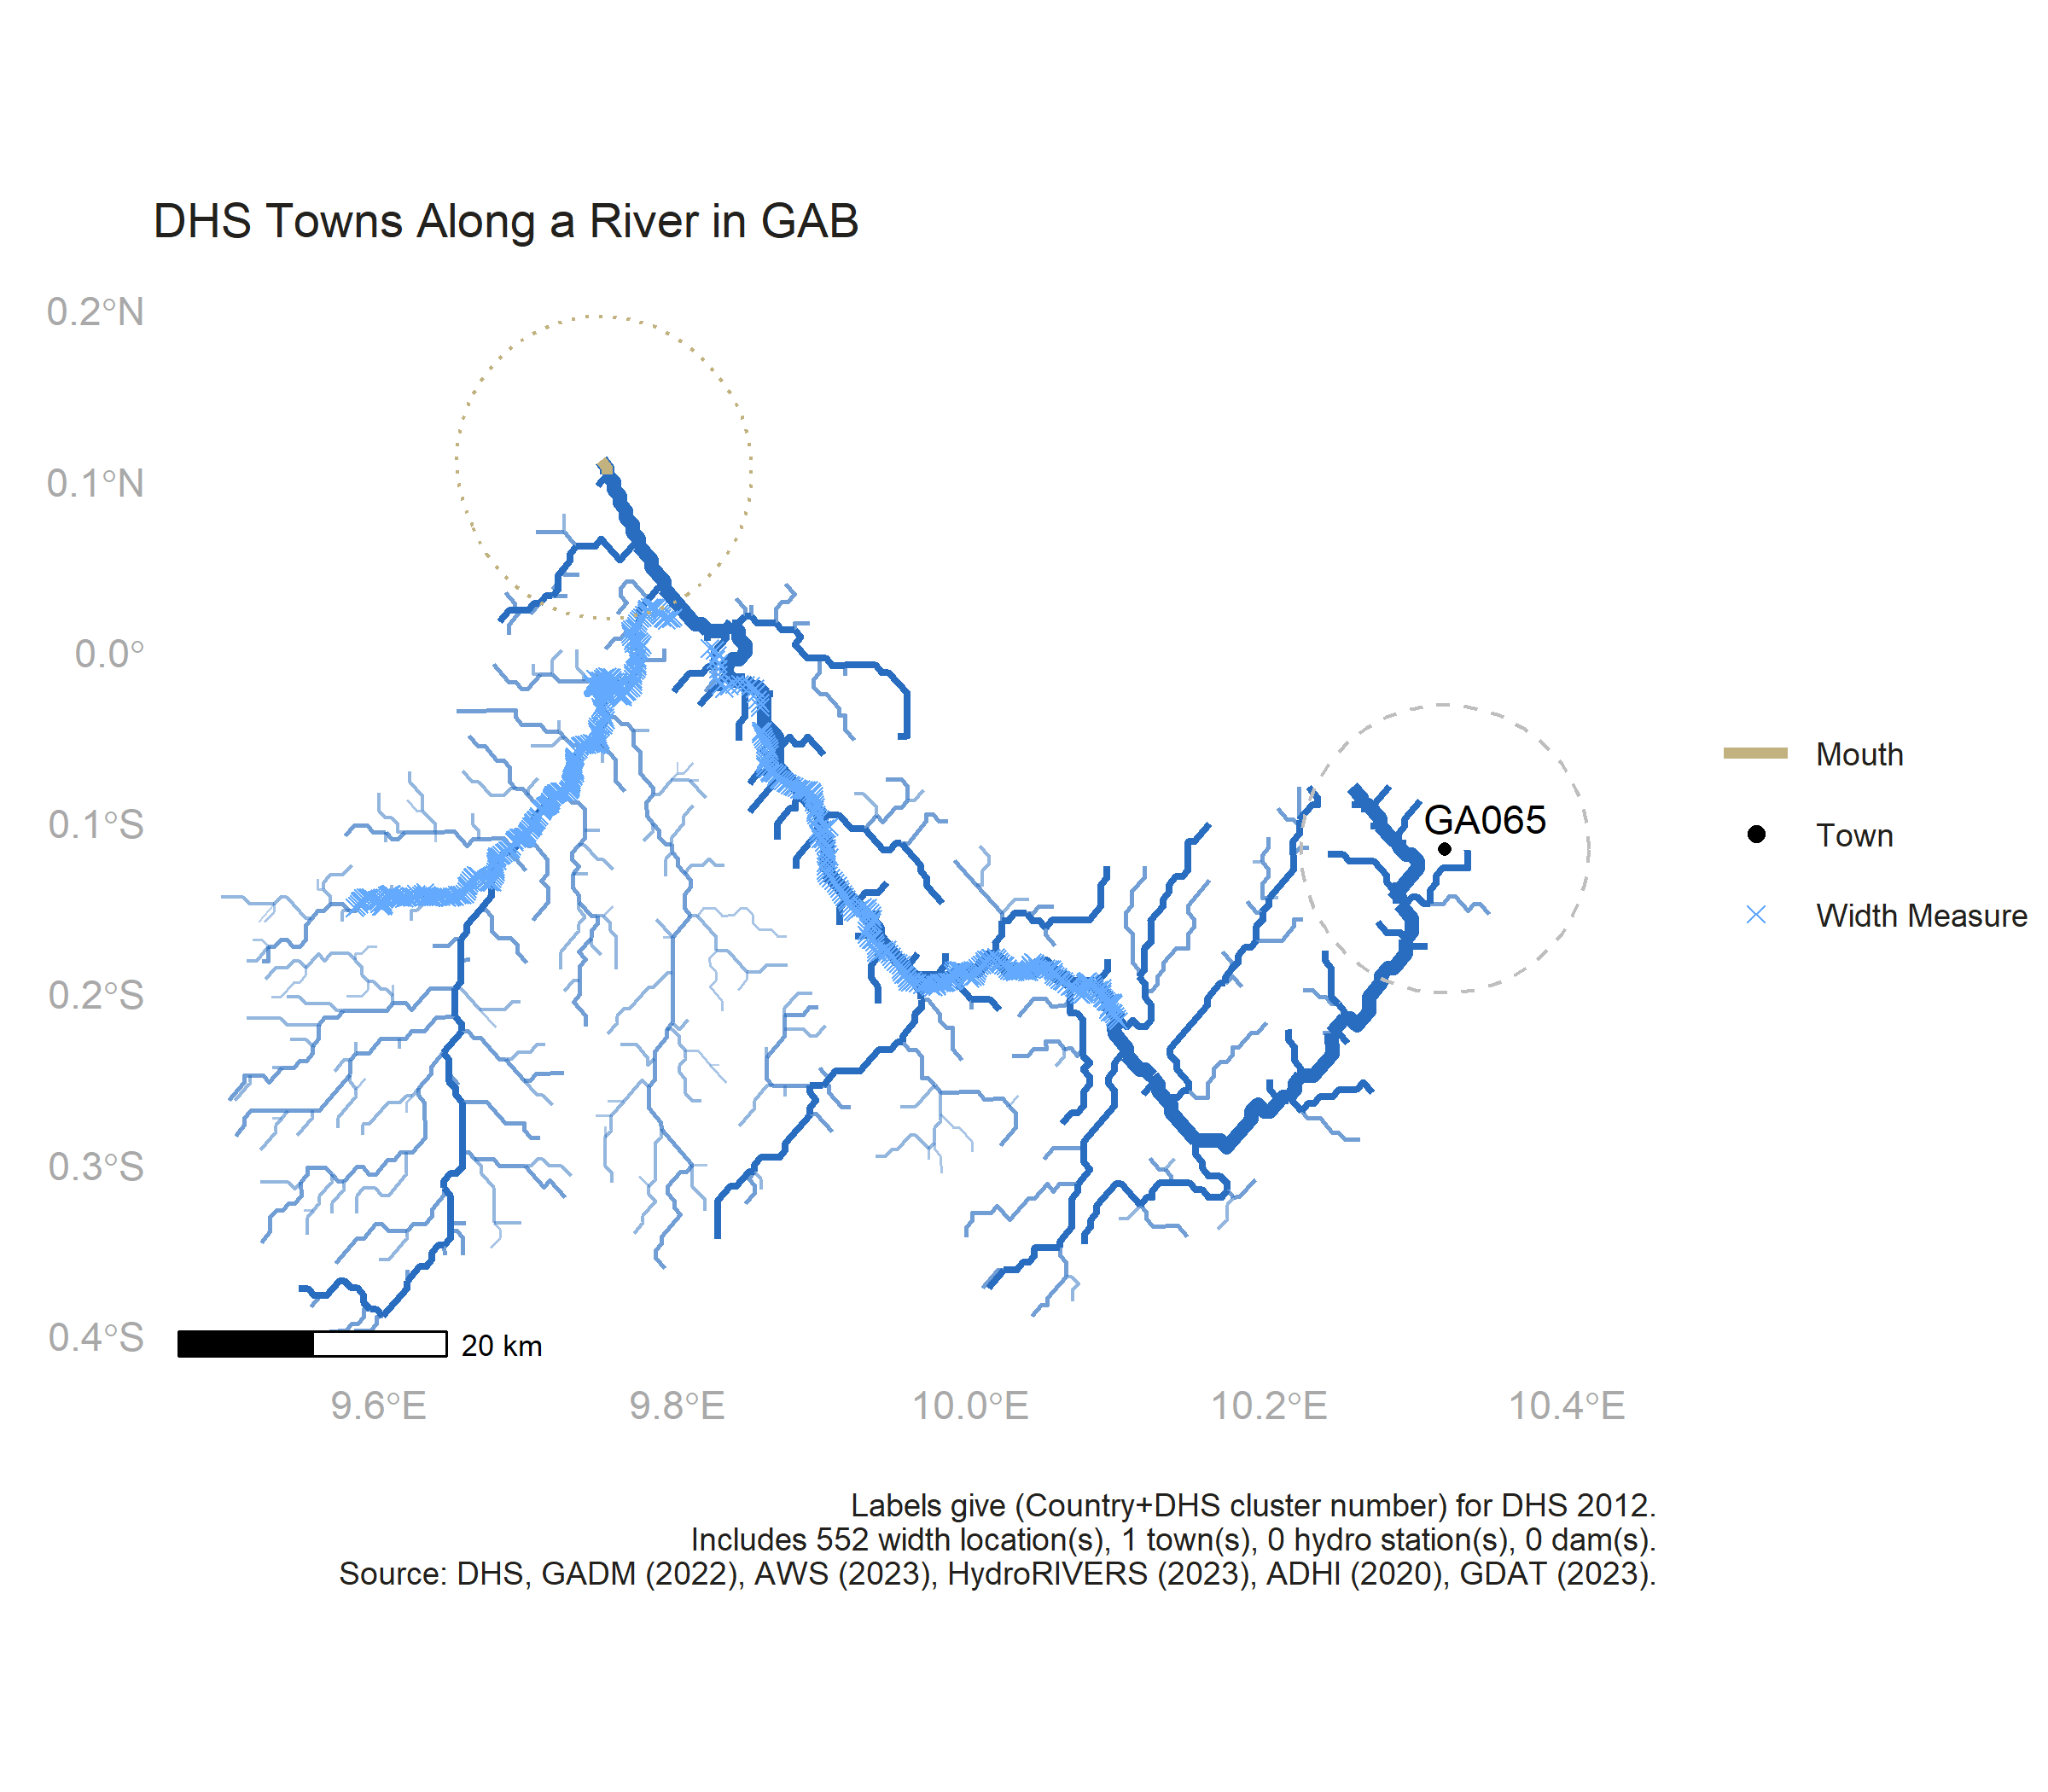 DHS Towns Along a River in GAB
0.2°N
0.1°N
0.0°
0.1°S
0.2°S
0.3°S
0.4°S
GA065
Mouth
Town
Width Measure
20 km
9.6°E
9.8°E
10.0°E
10.2°E
10.4°E
Labels give (Country+DHS cluster number) for DHS 2012.
Includes 552 width location(s), 1 town(s), 0 hydro station(s), 0 dam(s).
Source: DHS, GADM (2022), AWS (2023), HydroRIVERS (2023), ADHI (2020), GDAT (2023).